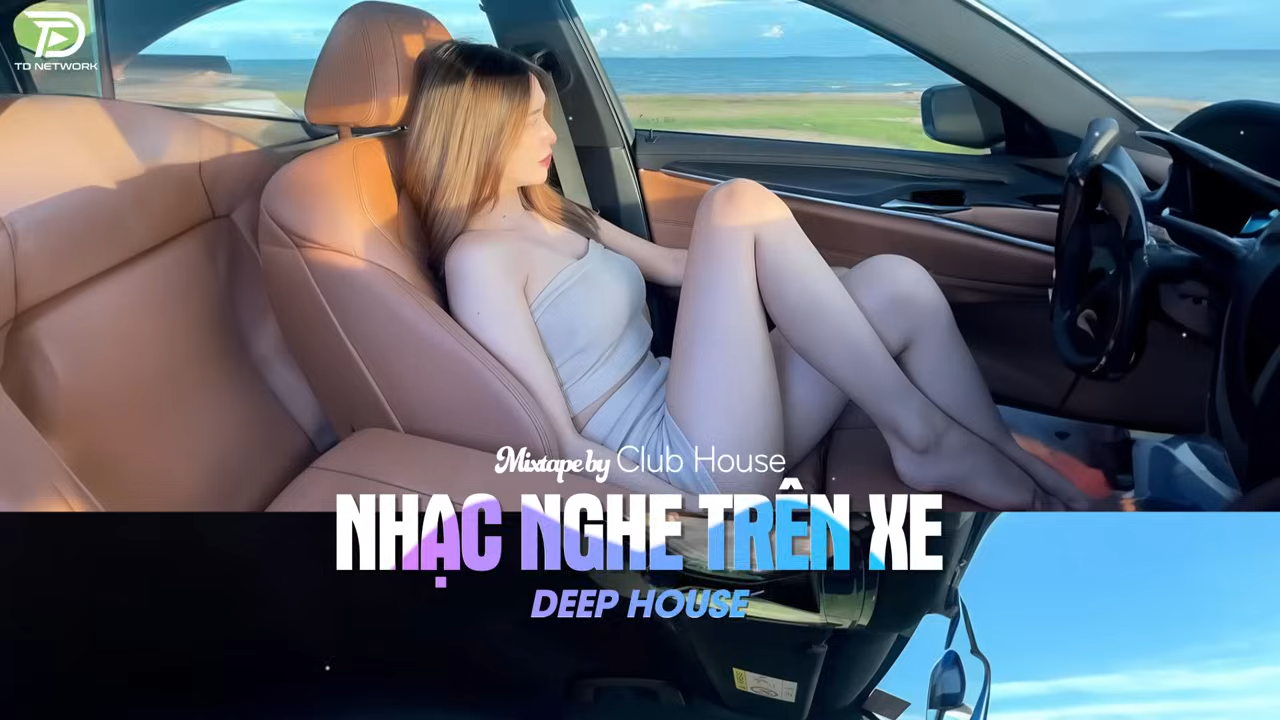 TD NETWORK
Mixtape by Club House
NHẠC NGHE TRÊN XE
DEEP HOUSE